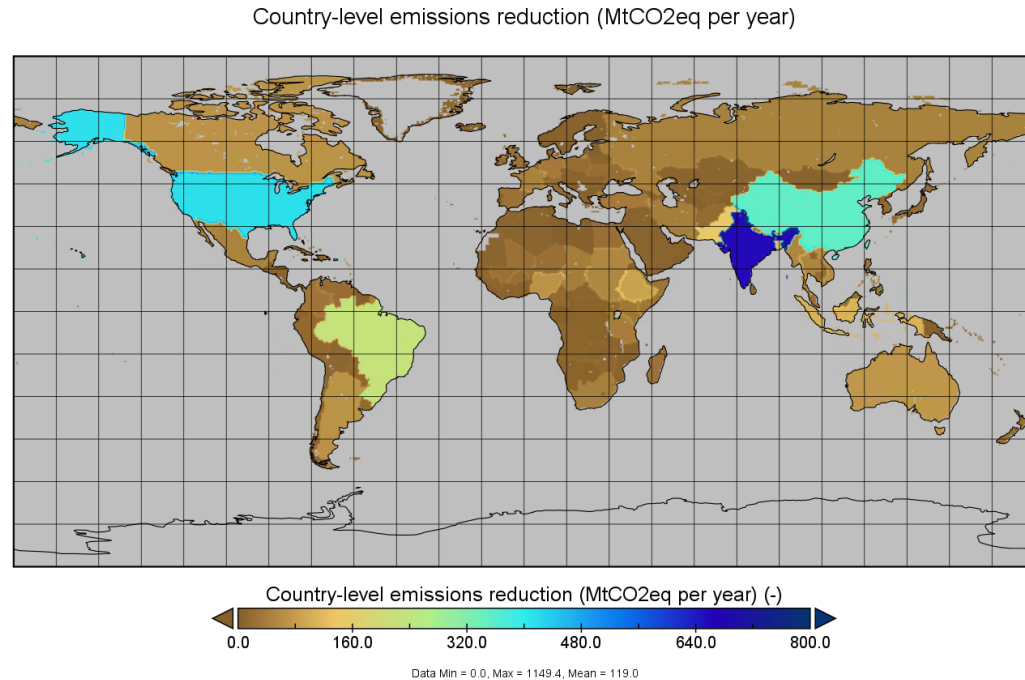 Country-level emissions reduction (MtCO2eq per year)
Country-level emissions reduction (MtCO2eq per year) (-)
0.0 160.0 320.0 480.0 640.0 800.0
Data Min = 0.0, Max = 1149.4, Mean = 119.0